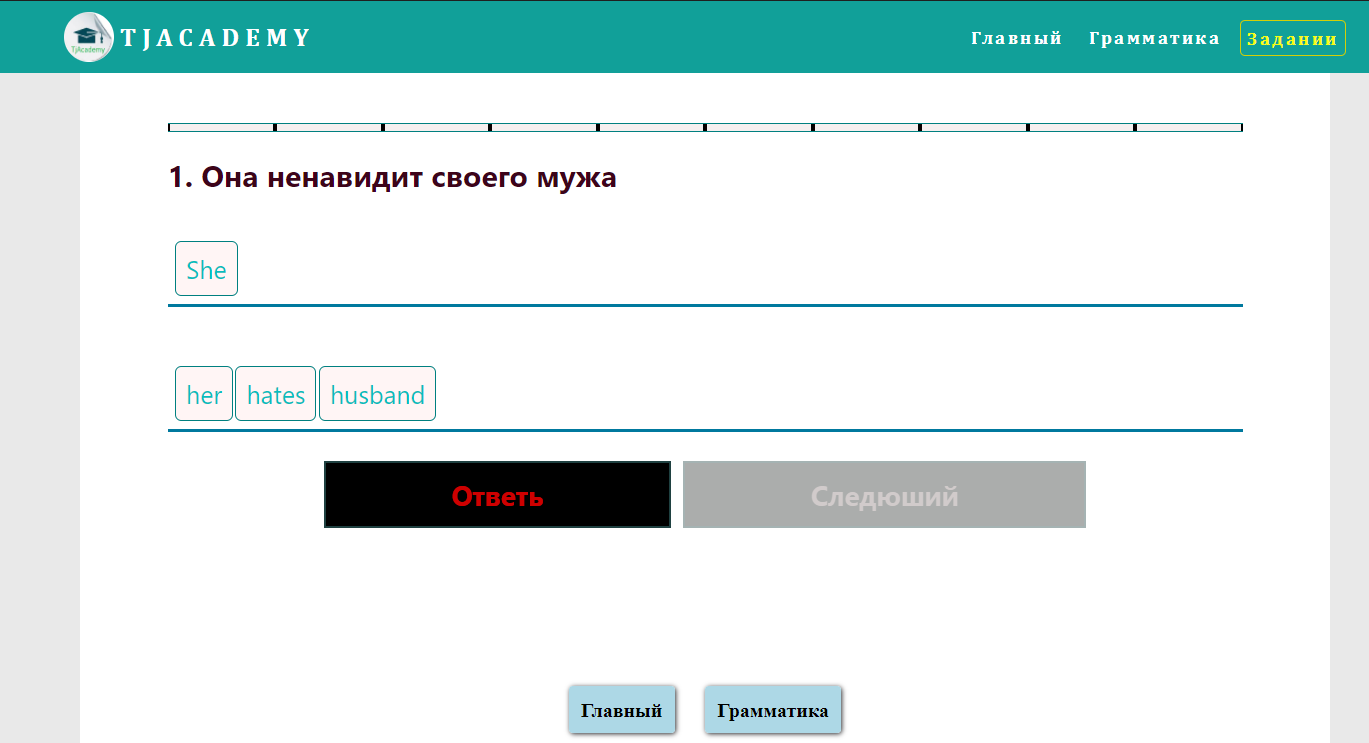 TjAcademy
TJACADEMY
Главный
Грамматика
Задании
1. Она ненавидит своего мужа
She
her
hates
husband
Ответь
Следюший
Главный
Грамматика